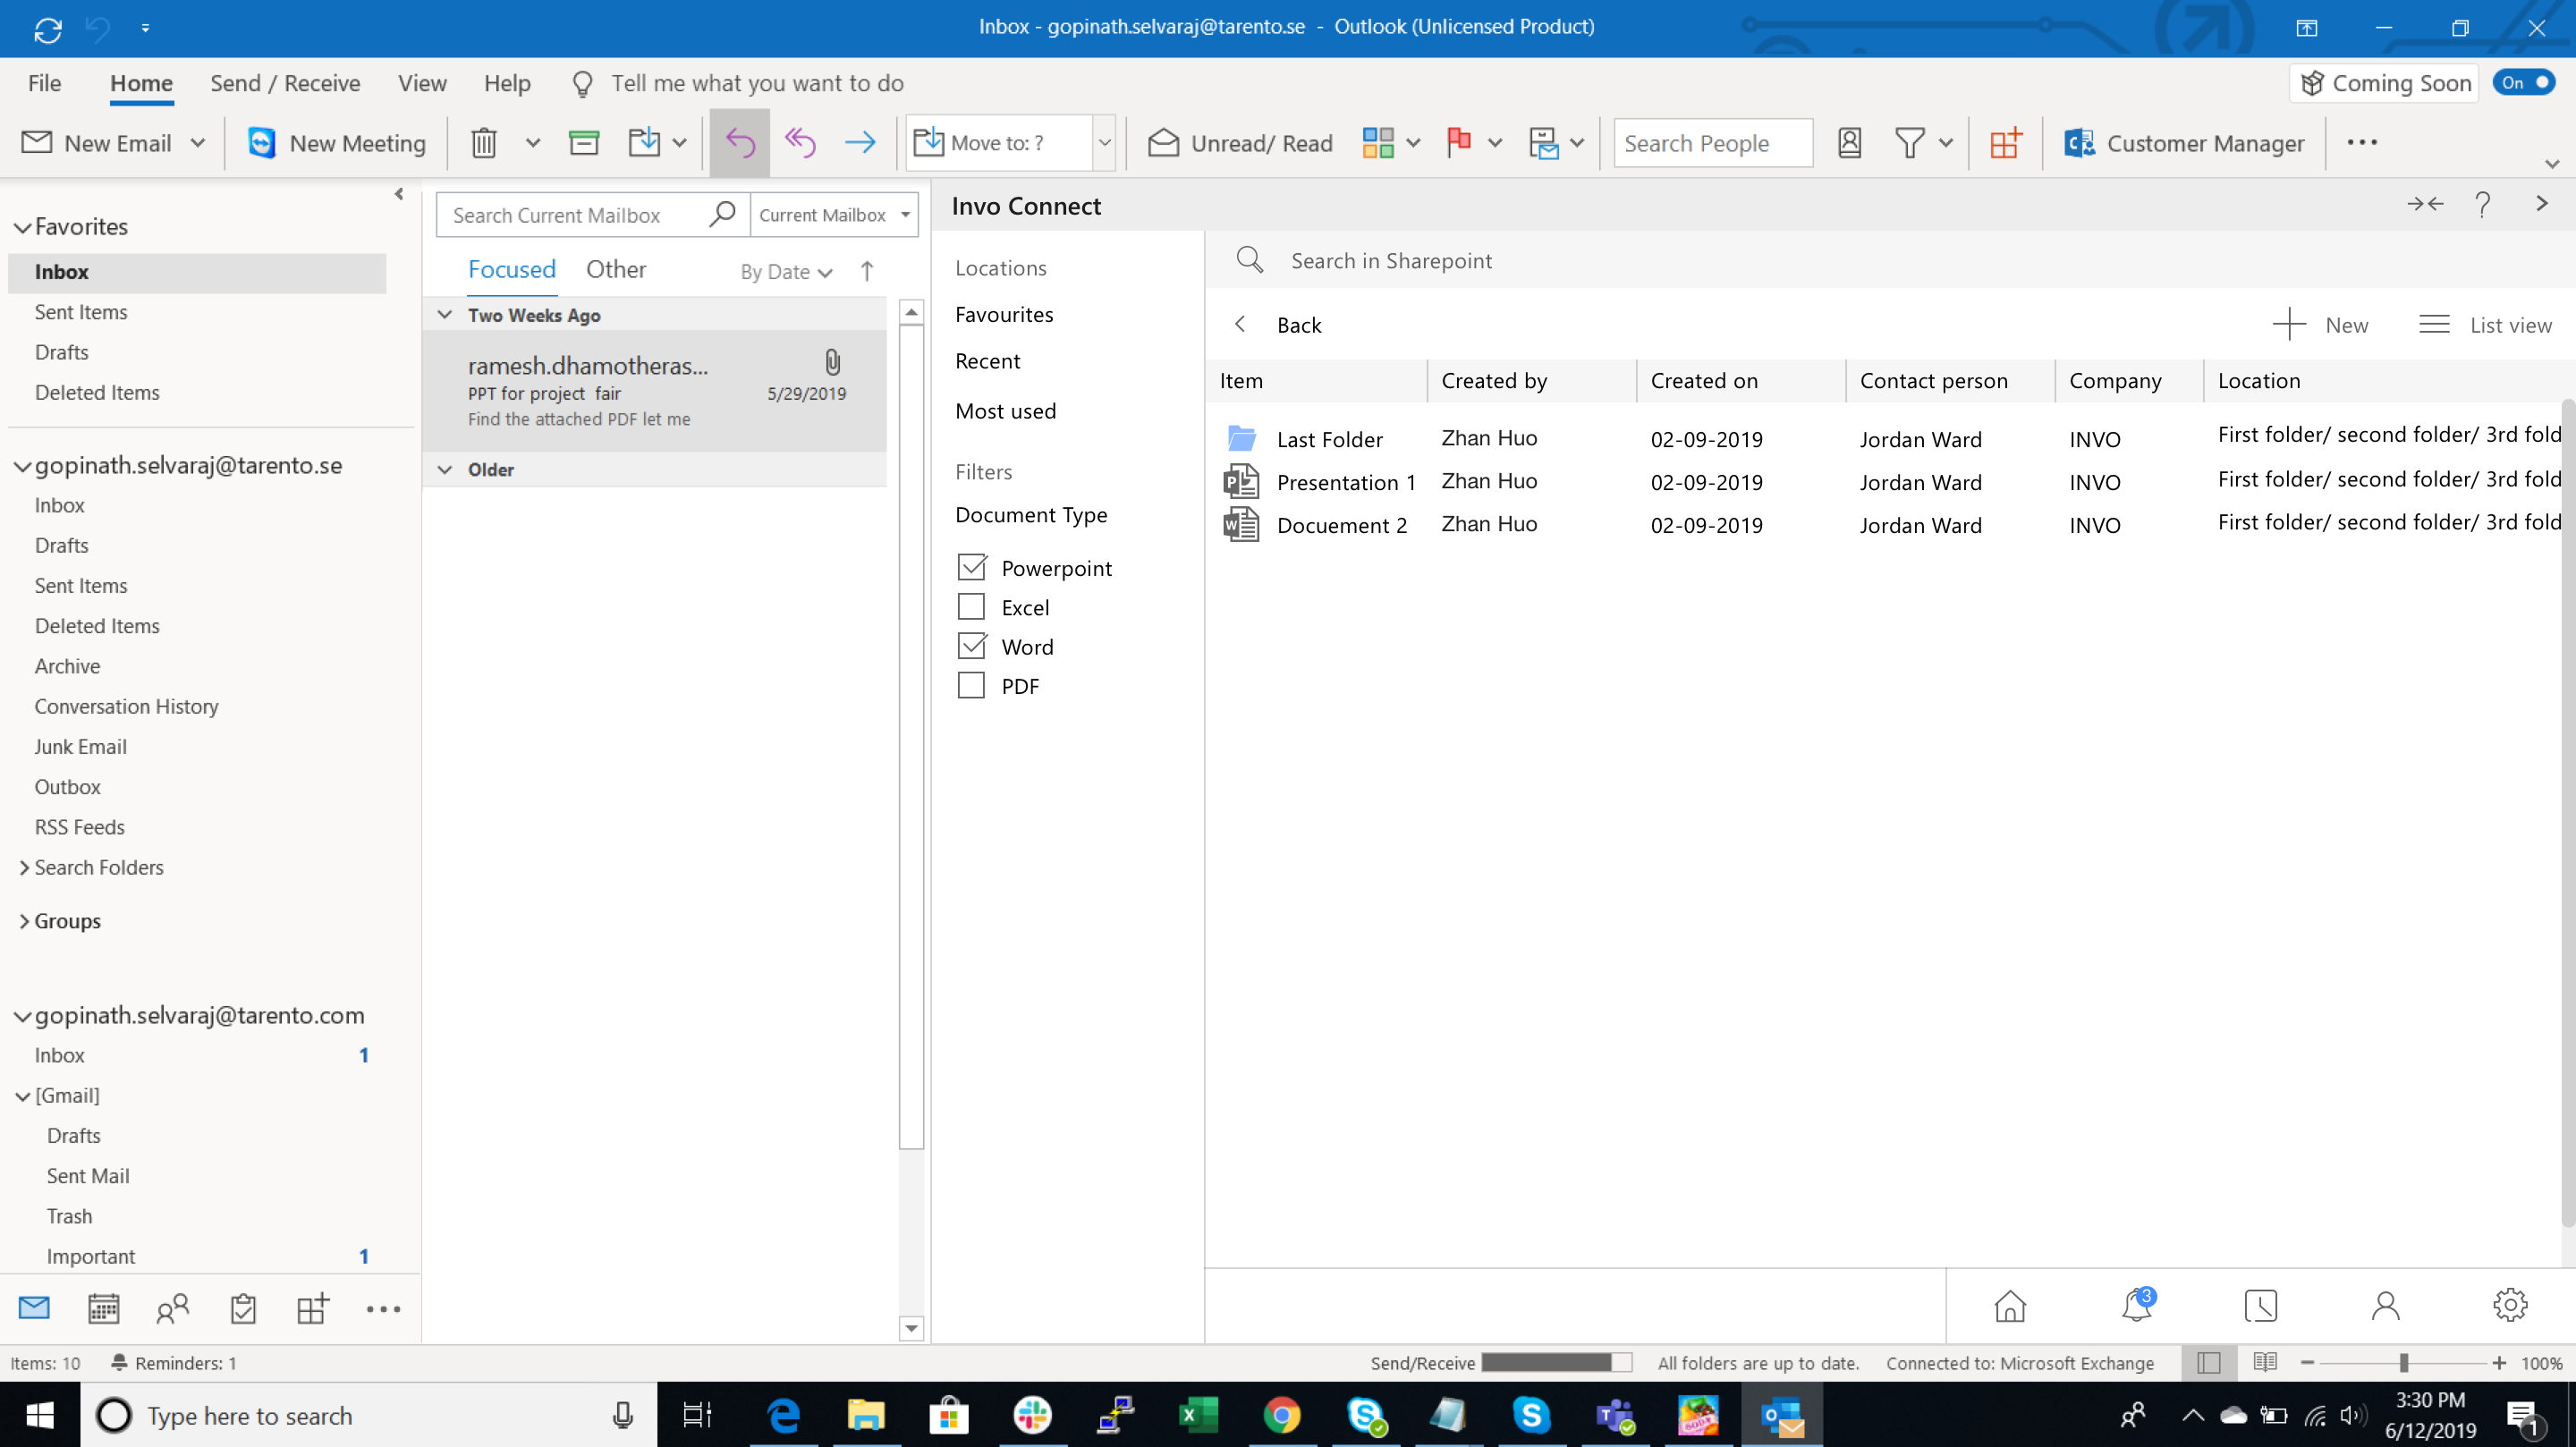 Inbox - gopinath.selvaraj@tarento.se - Outlook (Unlicensed Product)
File Home Send / Receive View Help Tell me what you want to do
Coming Soon On
New Email New Meeting Move to: ? Unread/ Read Search People Customer Manager
Favorites
Inbox
Sent Items
Drafts
Deleted Items
gopinath.selvaraj@tarento.se
Inbox
Drafts
Sent Items
Deleted Items
Archive
Conversation History
Junk Email
Outbox
RSS Feeds
Search Folders
Groups
gopinath.selvaraj@tarento.com
Inbox 1
[Gmail]
Drafts
Sent Mail
Trash
Important 1
Search Current Mailbox Current Mailbox
Focused Other By Date
Two Weeks Ago
ramesh.dhamotheras...
PPT for project fair 5/29/2019
Find the attached PDF let me
Older
Invo Connect
Locations
Favourites
Recent
Most used
Filters
Document Type
Powerpoint
Excel
Word
PDF
Search in Sharepoint
Back New List view
Item Created by Created on Contact person Company Location
Last Folder Zhan Huo 02-09-2019 Jordan Ward INVO First folder/ second folder/ 3rd fold
Presentation 1 Zhan Huo 02-09-2019 Jordan Ward INVO First folder/ second folder/ 3rd fold
Docuement 2 Zhan Huo 02-09-2019 Jordan Ward INVO First folder/ second folder/ 3rd fold
3
Items: 10 Reminders: 1 Send/Receive All folders are up to date. Connected to: Microsoft Exchange 100%
Type here to search
3:30 PM
6/12/2019
1